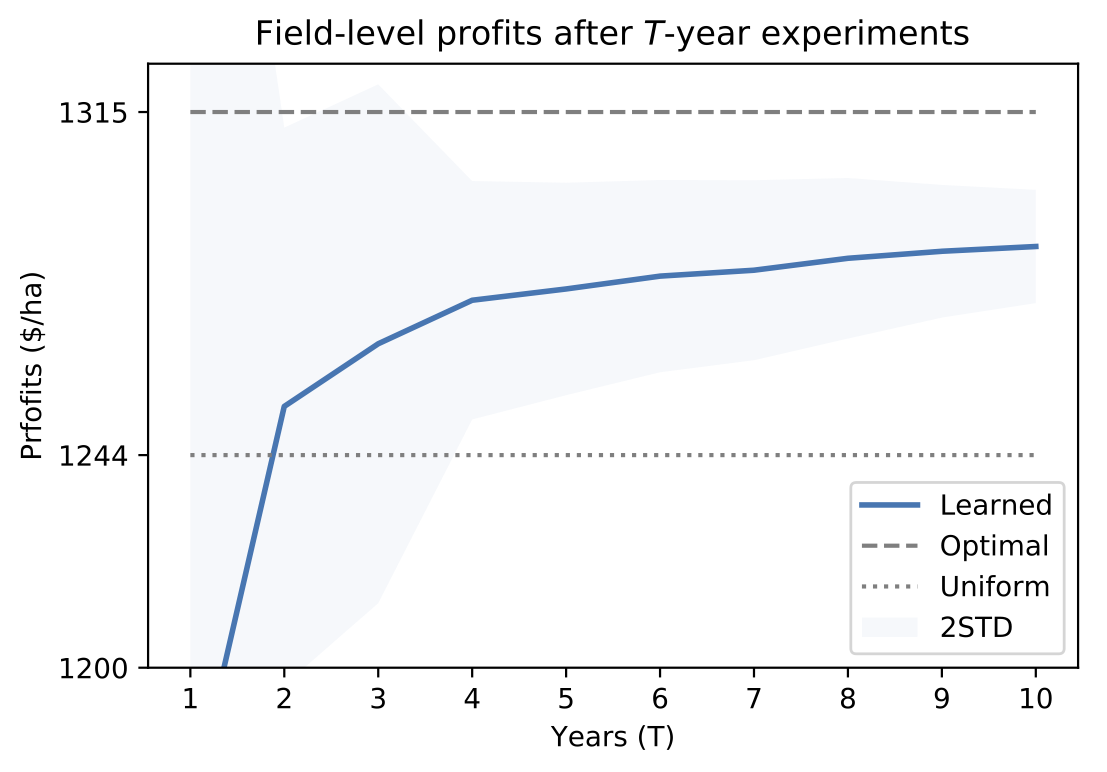 Field-level profits after T-year experiments
1315
1244
1200
Prfofits ($/ha)
Learned
Optimal
Uniform
2STD
1 2 3 4 5 6 7 8 9 10
Years (T)